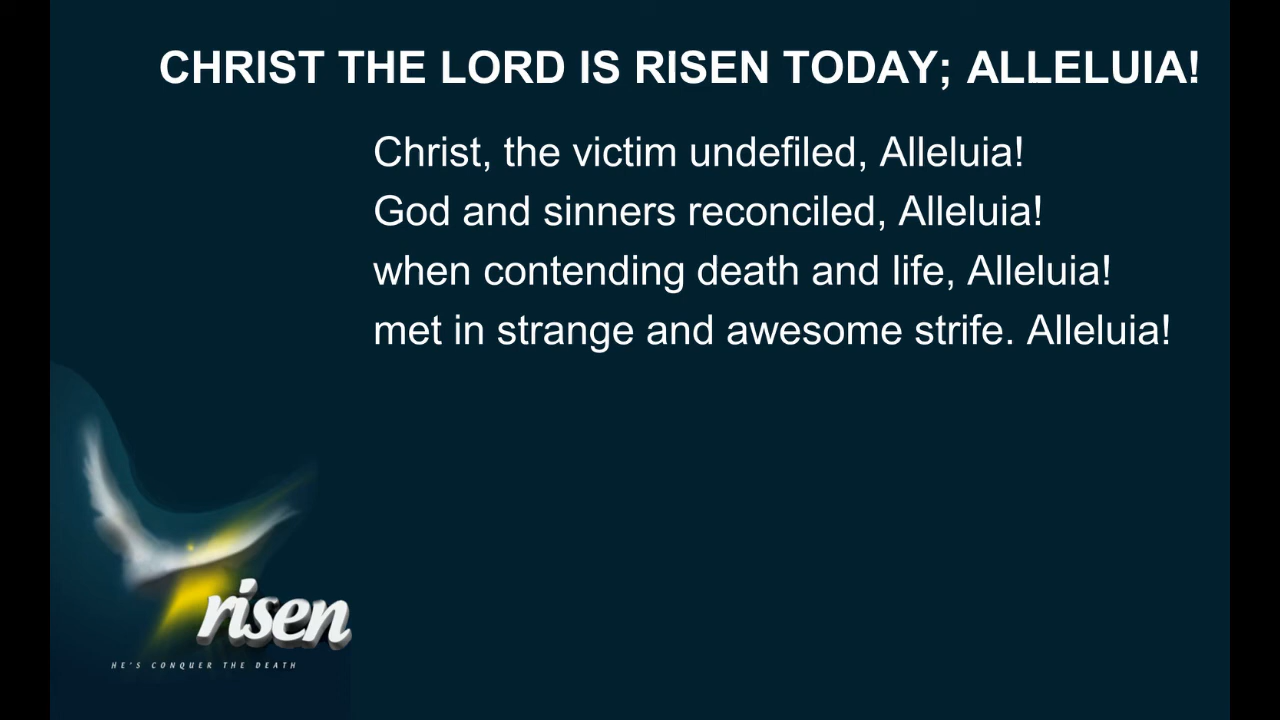 CHRIST THE LORD IS RISEN TODAY; ALLELUIA!
Christ, the victim undefiled, Alleluia!
God and sinners reconciled, Alleluia!
when contending death and life, Alleluia!
met in strange and awesome strife. Alleluia!
risen
HE'S CONQUER THE DEATH